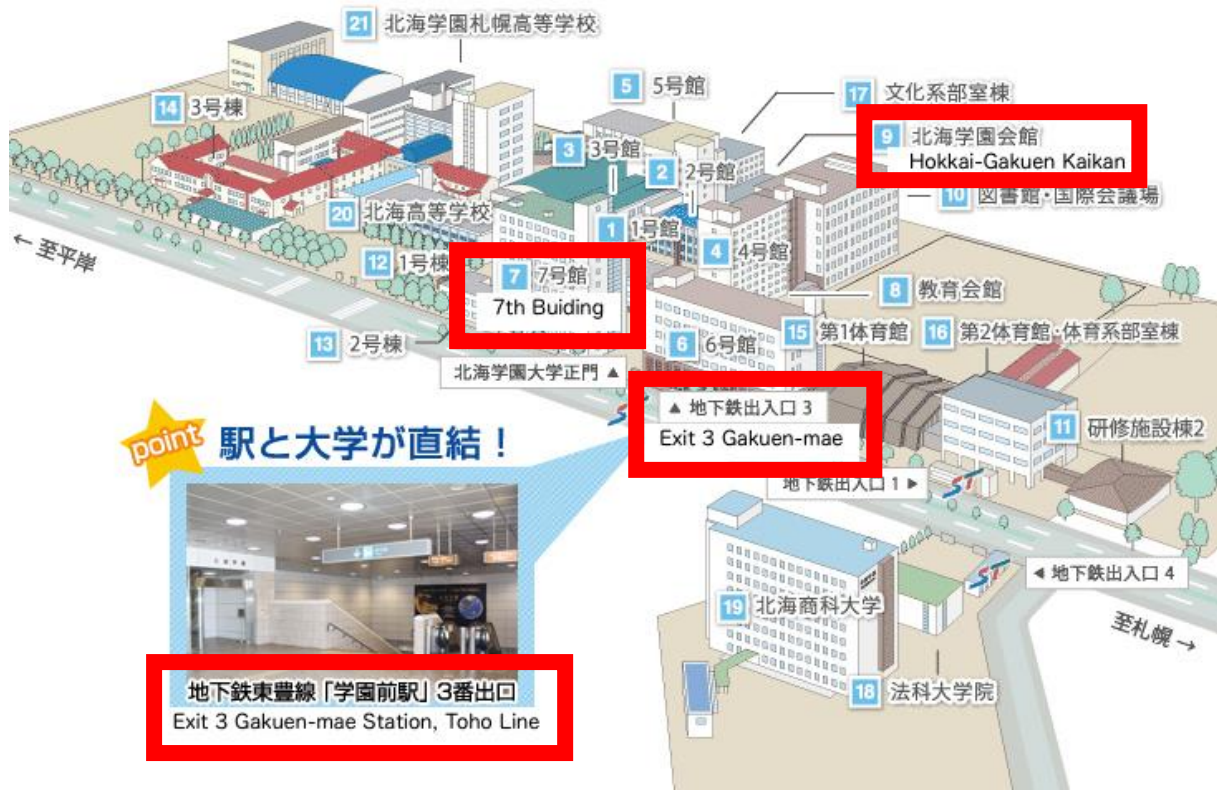 21 北海学園札幌高等学校
5 5号館
17 文化系部室棟
14 3号棟
9 北海学園会館
Hokkai-Gakuen Kaikan
3 3号館
2 2号館
10 図書館・国際会議場
20 北海高等学校
1 1号館
4 4号館
← 至平岸
12 1号棟
7 7号館
7th Buiding
8 教育会館
13 2号棟
6 6号館
15 第1体育館
16 第2体育館・体育系部室棟
北海学園大学正門 ▲
▲ 地下鉄出入口 3
Exit 3 Gakuen-mae
11 研修施設棟2
point 駅と大学が直結！
地下鉄出入口 1 ▶
ST
ST
◀ 地下鉄出入口 4
19 北海商科大学
至札幌 →
18 法科大学院
地下鉄東豊線「学園前駅」3番出口
Exit 3 Gakuen-mae Station, Toho Line